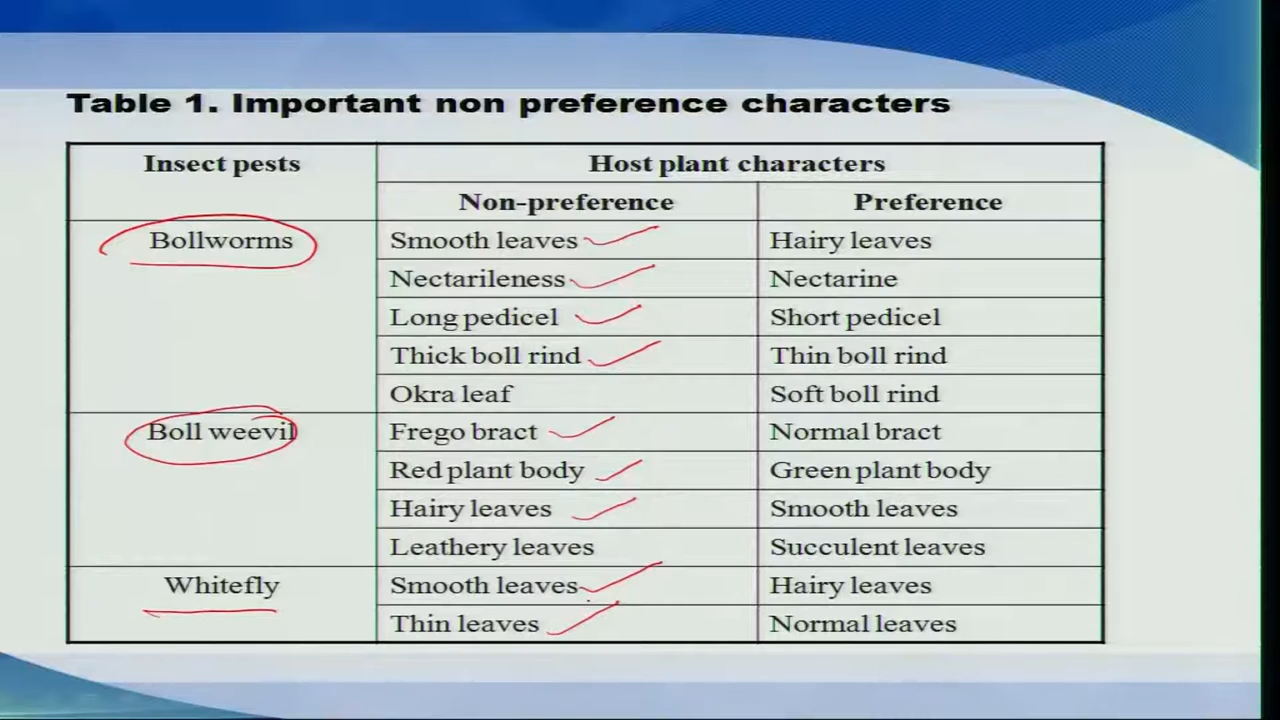 Table 1. Important non preference characters
Insect pests Host plant characters
Non-preference Preference
Bollworms Smooth leaves Hairy leaves
Nectarileness Nectarine
Long pedicel Short pedicel
Thick boll rind Thin boll rind
Okra leaf Soft boll rind
Boll weevil Frego bract Normal bract
Red plant body Green plant body
Hairy leaves Smooth leaves
Leathery leaves Succulent leaves
Whitefly Smooth leaves Hairy leaves
Thin leaves Normal leaves